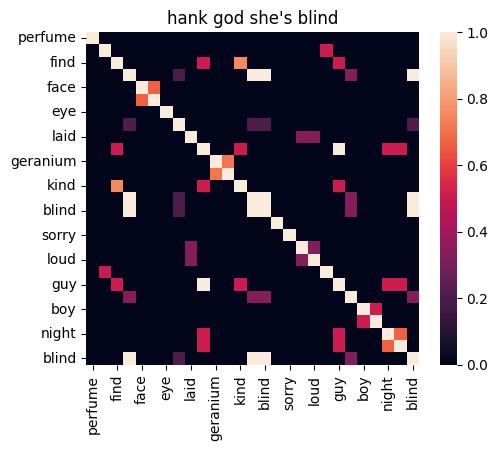 hank god she's blind
perfume
find
face
eye
laid
geranium
kind
blind
sorry
loud
guy
boy
night
blind
perfume
find
face
eye
laid
geranium
kind
blind
sorry
loud
guy
boy
night
blind
1.0
0.8
0.6
0.4
0.2
0.0